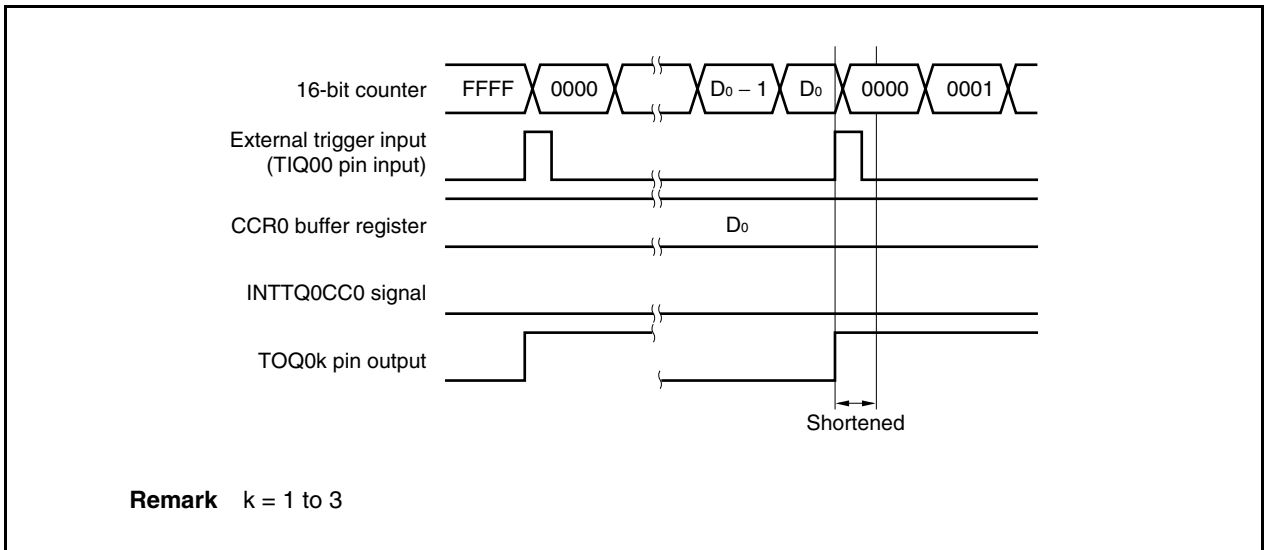 16-bit counter FFFF 0000 D0 − 1 D0 0000 0001
External trigger input
(TIQ00 pin input)
CCR0 buffer register D0
INTTQ0CC0 signal
TOQ0k pin output
Shortened
Remark k = 1 to 3